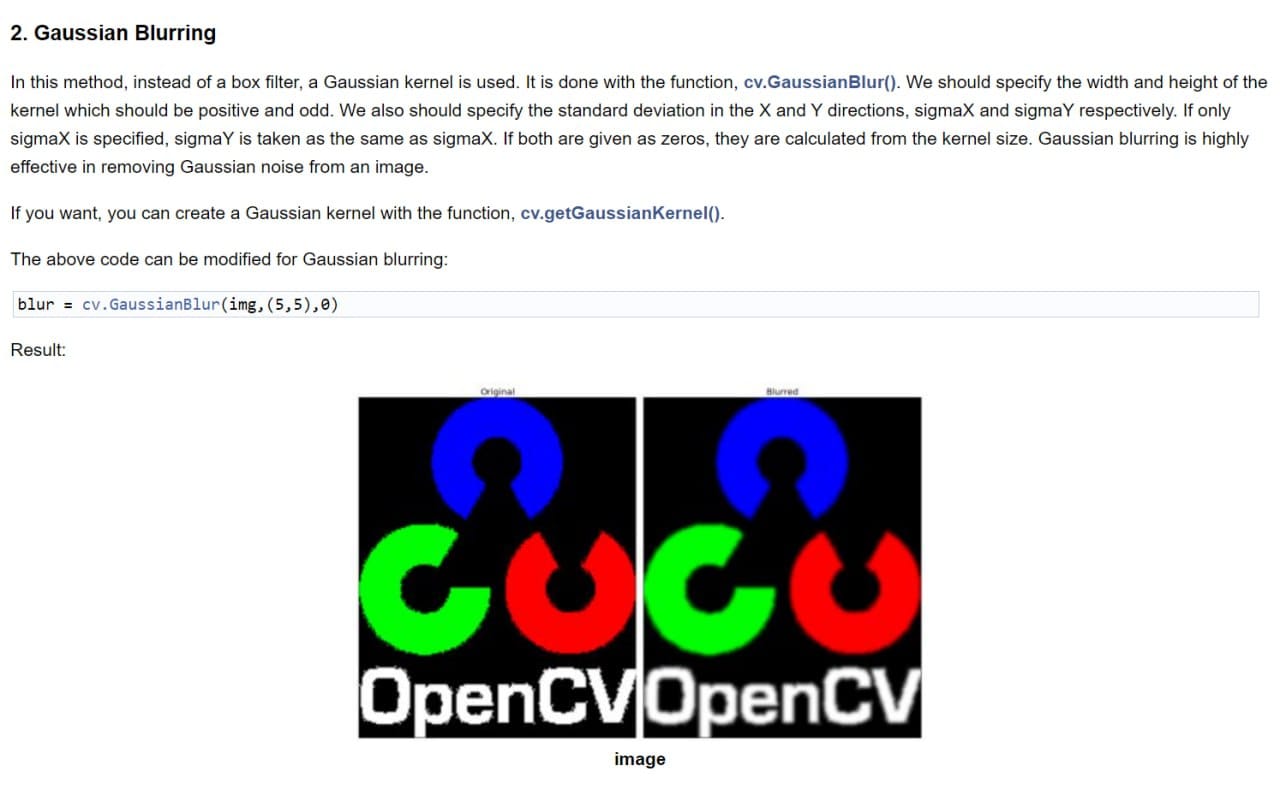 2. Gaussian Blurring
In this method, instead of a box filter, a Gaussian kernel is used. It is done with the function, cv.GaussianBlur(). We should specify the width and height of the
kernel which should be positive and odd. We also should specify the standard deviation in the X and Y directions, sigmaX and sigmaY respectively. If only
sigmaX is specified, sigmaY is taken as the same as sigmaX. If both are given as zeros, they are calculated from the kernel size. Gaussian blurring is highly
effective in removing Gaussian noise from an image.
If you want, you can create a Gaussian kernel with the function, cv.getGaussianKernel().
The above code can be modified for Gaussian blurring:
blur = cv.GaussianBlur(img,(5,5),0)
Result:
Original Blurred
OpenCV OpenCV
image